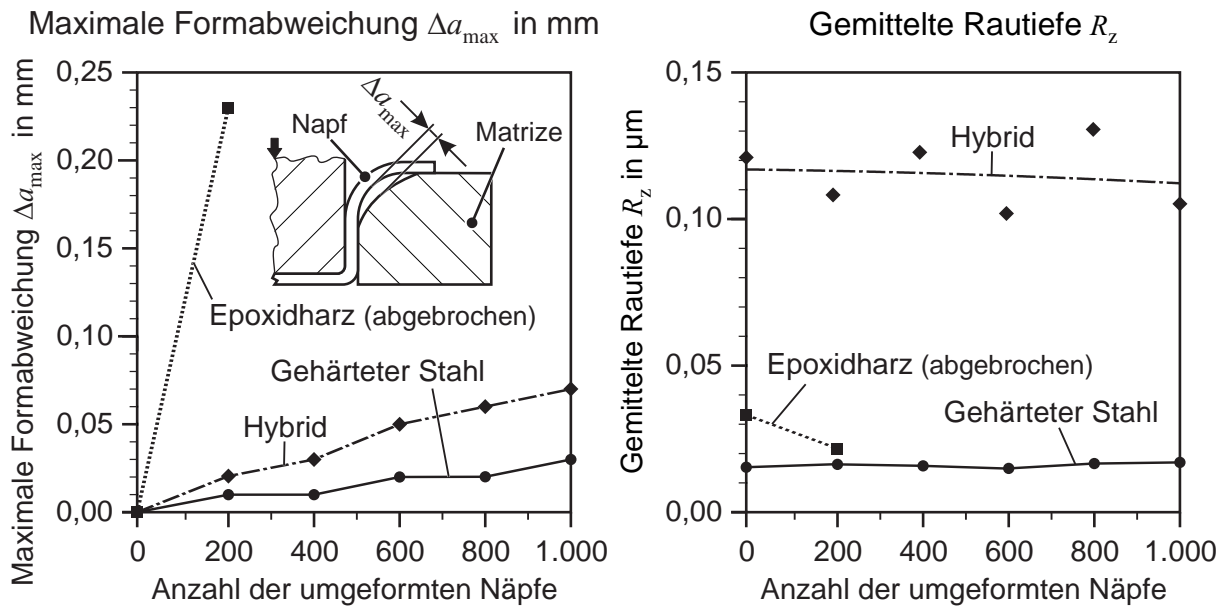 Maximale Formabweichung Δa_max in mm
Maximale Formabweichung Δa_max in mm
0,25
0,20
0,15
0,10
0,05
0,00
Δa_max
Napf
Matrize
Epoxidharz (abgebrochen)
Gehärteter Stahl
Hybrid
0 200 400 600 800 1.000
Anzahl der umgeformten Näpfe
Gemittelte Rautiefe R_z
Gemittelte Rautiefe R_z in µm
0,15
0,10
0,05
0,00
Hybrid
Epoxidharz (abgebrochen)
Gehärteter Stahl
0 200 400 600 800 1.000
Anzahl der umgeformten Näpfe